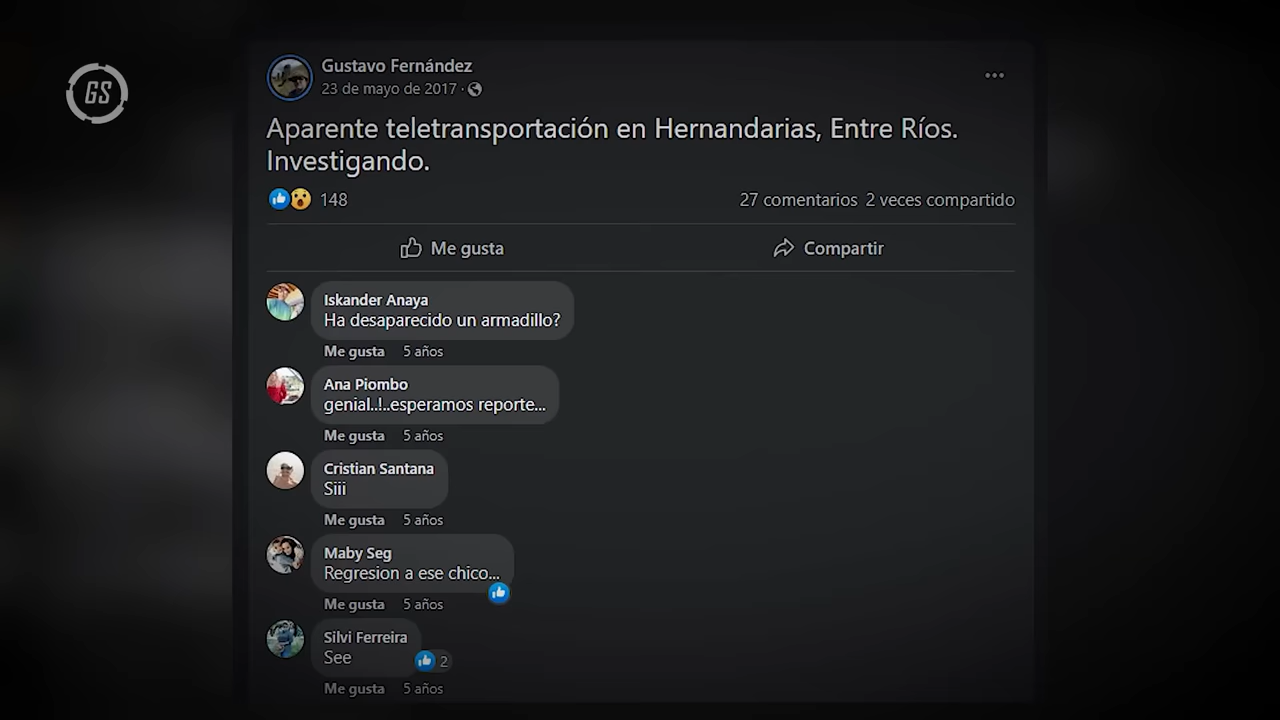 GS
Gustavo Fernández
23 de mayo de 2017 ·
Aparente teletransportación en Hernandarias, Entre Ríos.
Investigando.
148
27 comentarios 2 veces compartido
Me gusta
Compartir
Iskander Anaya
Ha desaparecido un armadillo?
Me gusta 5 años
Ana Piombo
genial..!..esperamos reporte...
Me gusta 5 años
Cristian Santana
Siii
Me gusta 5 años
Maby Seg
Regresion a ese chico...
Me gusta 5 años
Silvi Ferreira
See
2
Me gusta 5 años